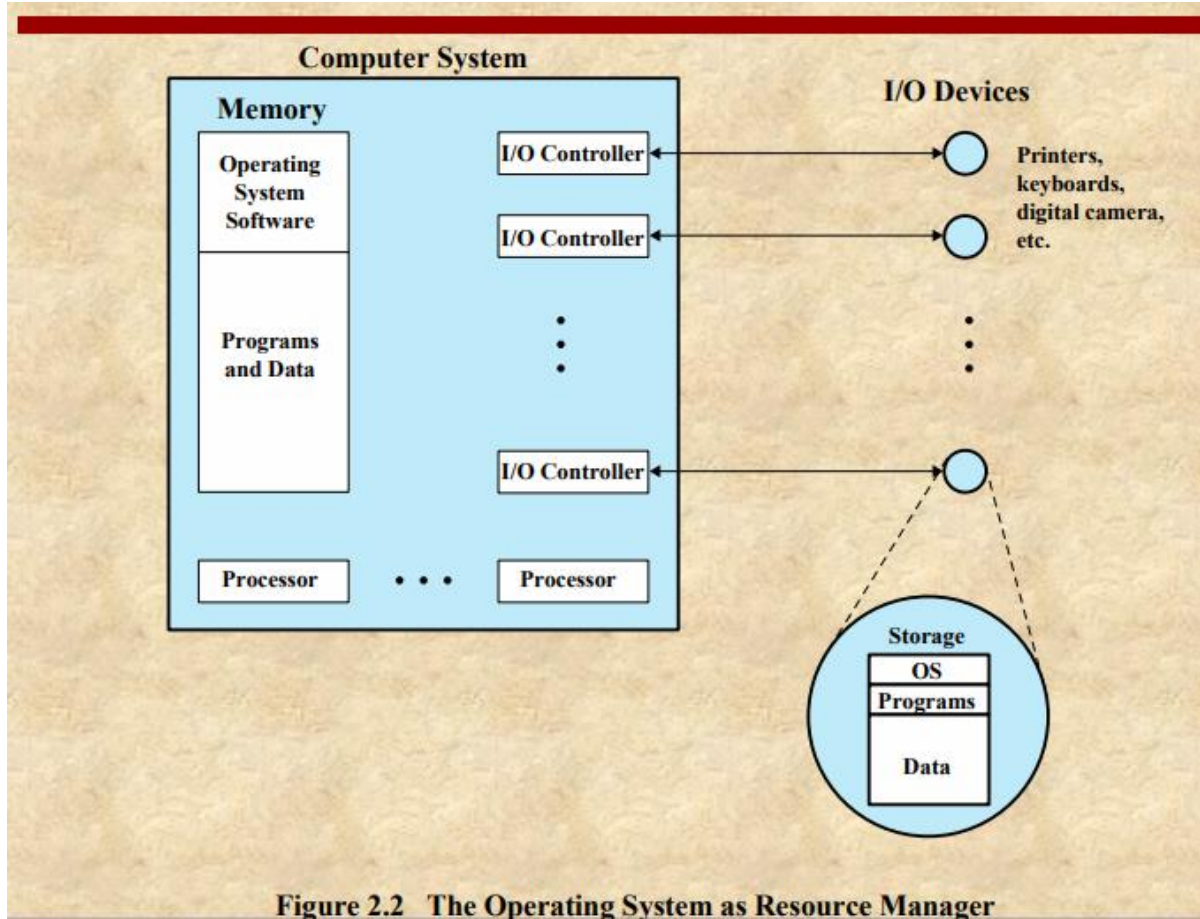 Computer System
Memory
Operating
System
Software
Programs
and Data
I/O Controller
I/O Controller
I/O Controller
Processor
Processor
I/O Devices
Printers,
keyboards,
digital camera,
etc.
Storage
OS
Programs
Data
Figure 2.2 The Operating System as Resource Manager